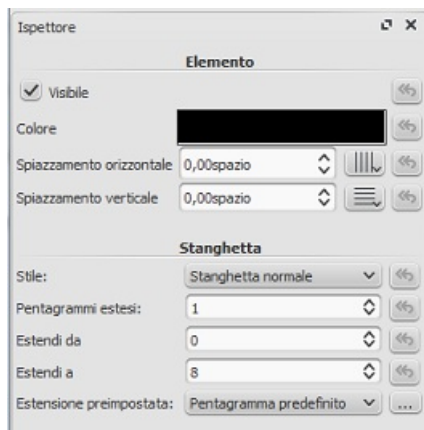 Ispettore
Elemento
Visibile
Colore
Spiazzamento orizzontale 0,00spazio
Spiazzamento verticale 0,00spazio
Stanghetta
Stile: Stanghetta normale
Pentagrammi estesi: 1
Estendi da 0
Estendi a 8
Estensione preimpostata: Pentagramma predefinito ...